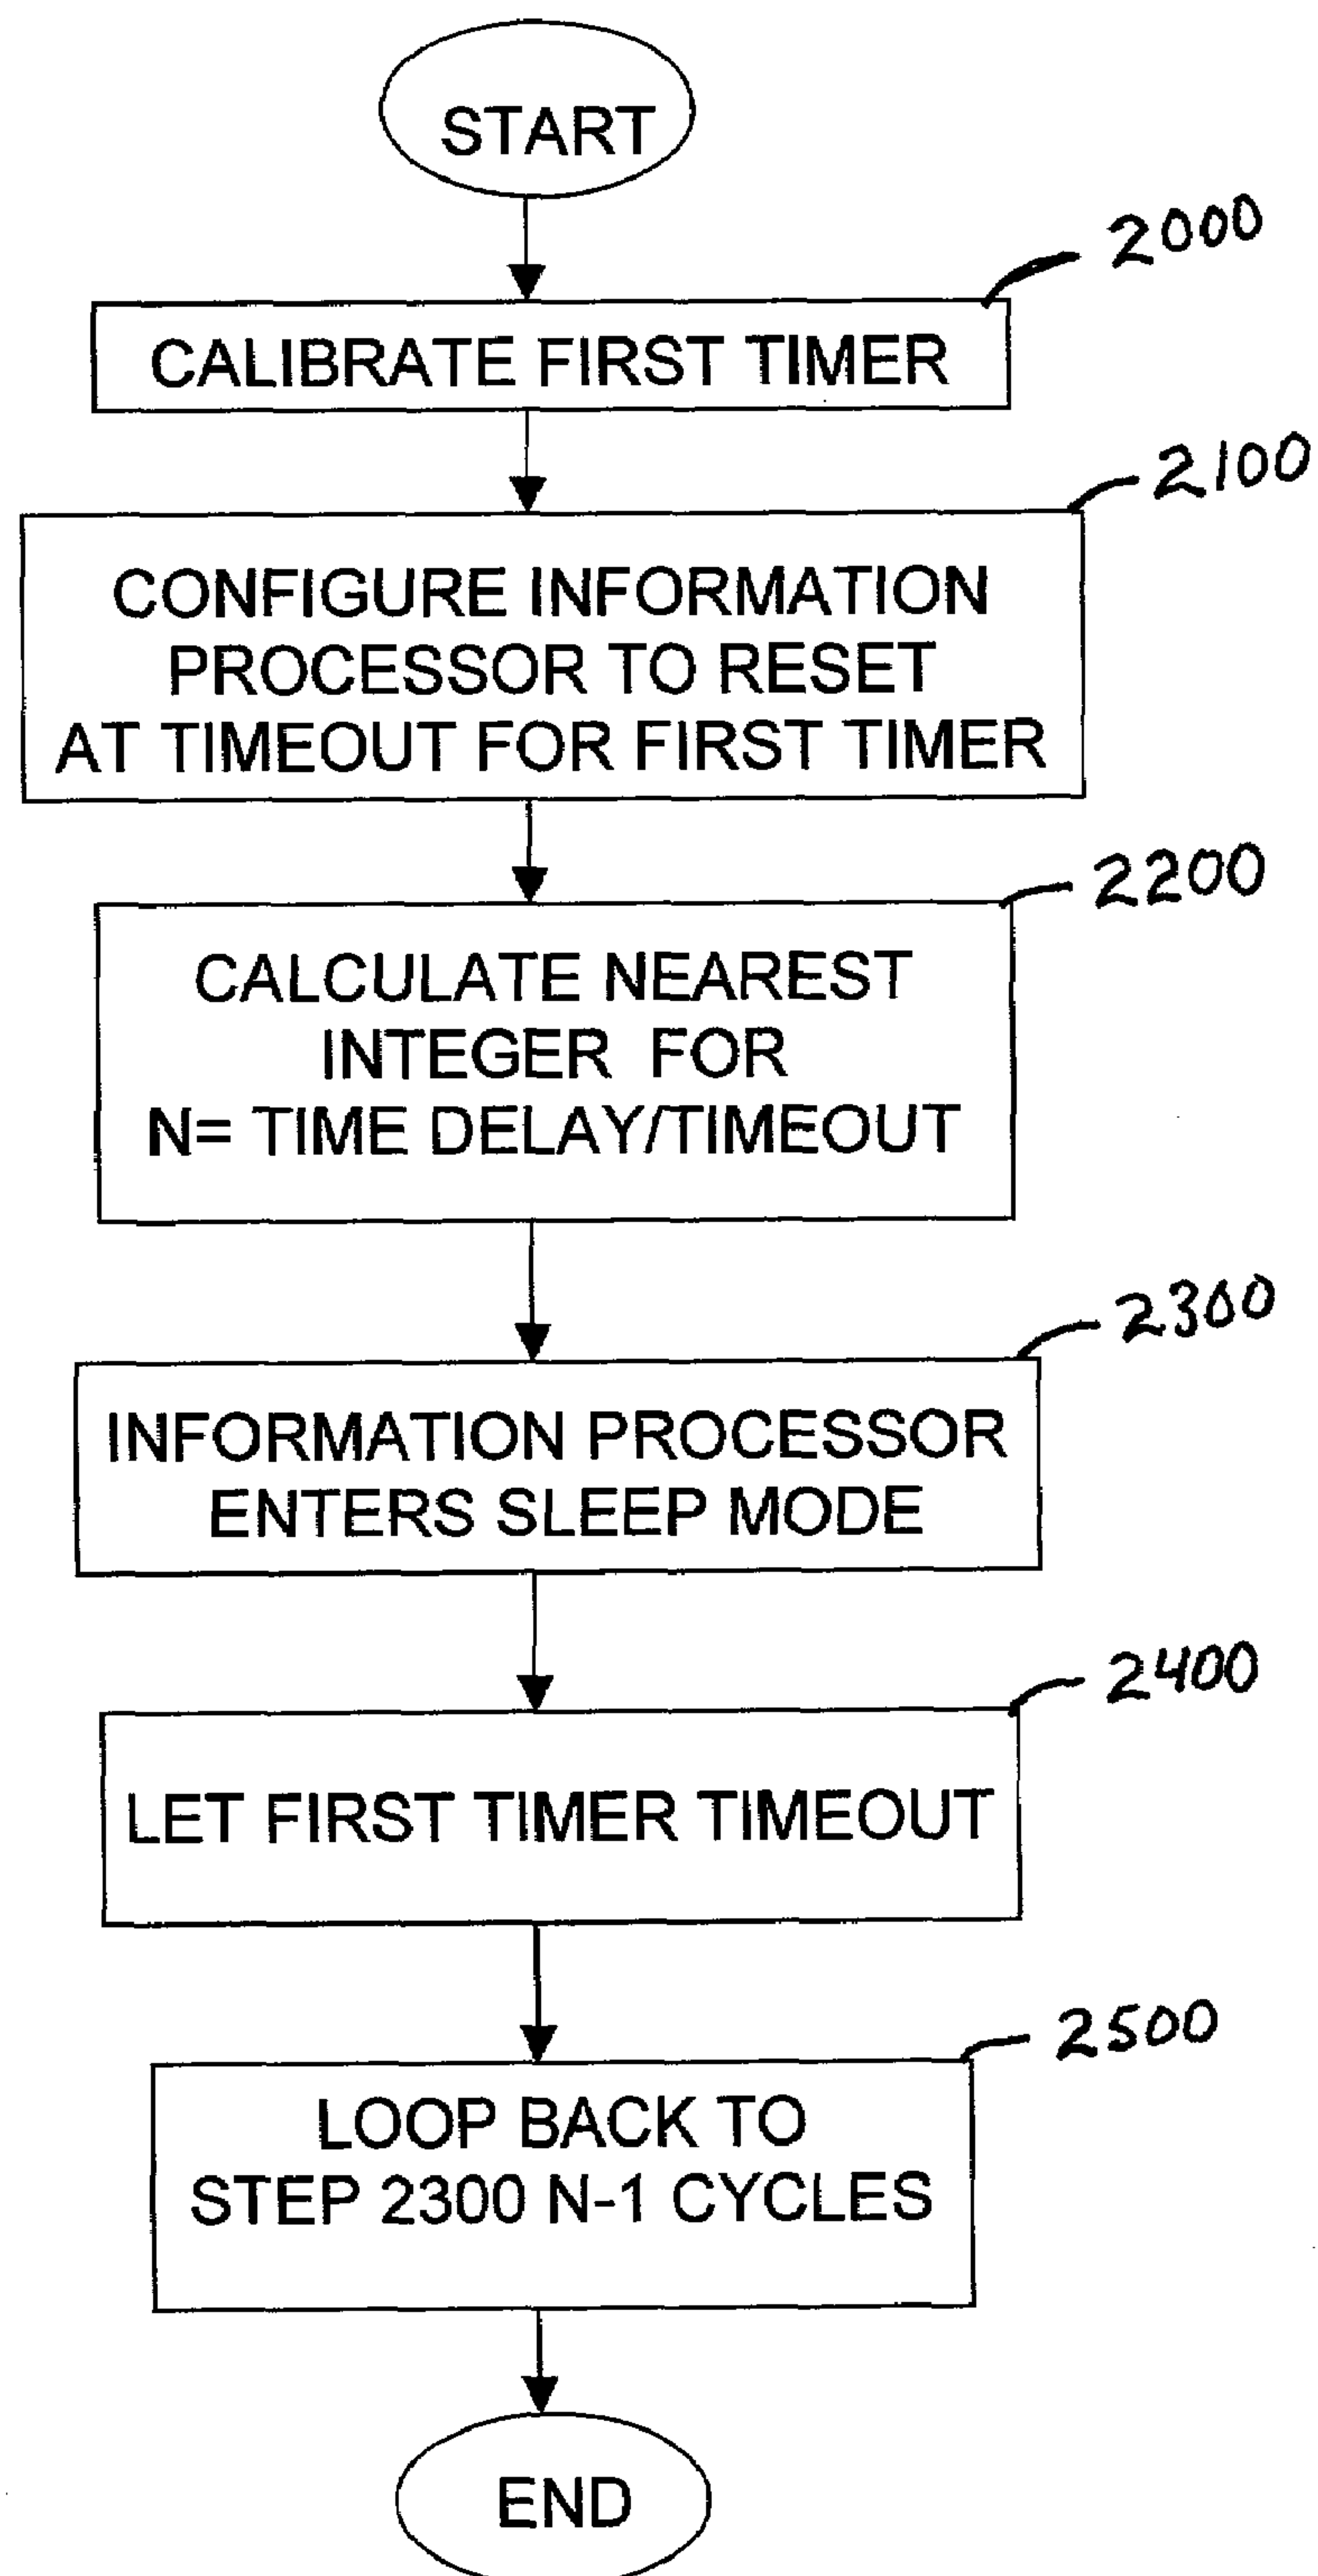 START
2000
CALIBRATE FIRST TIMER
2100
CONFIGURE INFORMATION
PROCESSOR TO RESET
AT TIMEOUT FOR FIRST TIMER
2200
CALCULATE NEAREST
INTEGER FOR
N= TIME DELAY/TIMEOUT
2300
INFORMATION PROCESSOR
ENTERS SLEEP MODE
2400
LET FIRST TIMER TIMEOUT
2500
LOOP BACK TO
STEP 2300 N-1 CYCLES
END